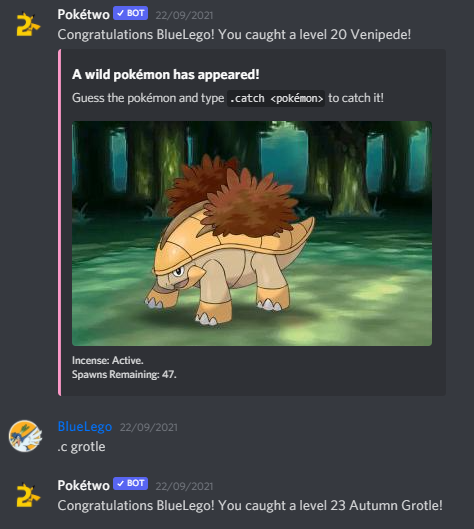 Pokétwo ✓ BOT 22/09/2021
Congratulations BlueLego! You caught a level 20 Venipede!
A wild pokémon has appeared!
Guess the pokémon and type .catch <pokémon> to catch it!
Incense: Active.
Spawns Remaining: 47.
BlueLego 22/09/2021
.c grotle
Pokétwo ✓ BOT 22/09/2021
Congratulations BlueLego! You caught a level 23 Autumn Grotle!